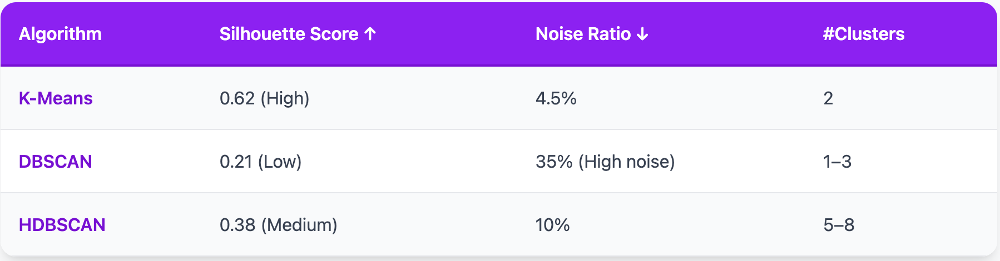 Algorithm Silhouette Score ↑ Noise Ratio ↓ #Clusters
K-Means 0.62 (High) 4.5% 2
DBSCAN 0.21 (Low) 35% (High noise) 1–3
HDBSCAN 0.38 (Medium) 10% 5–8